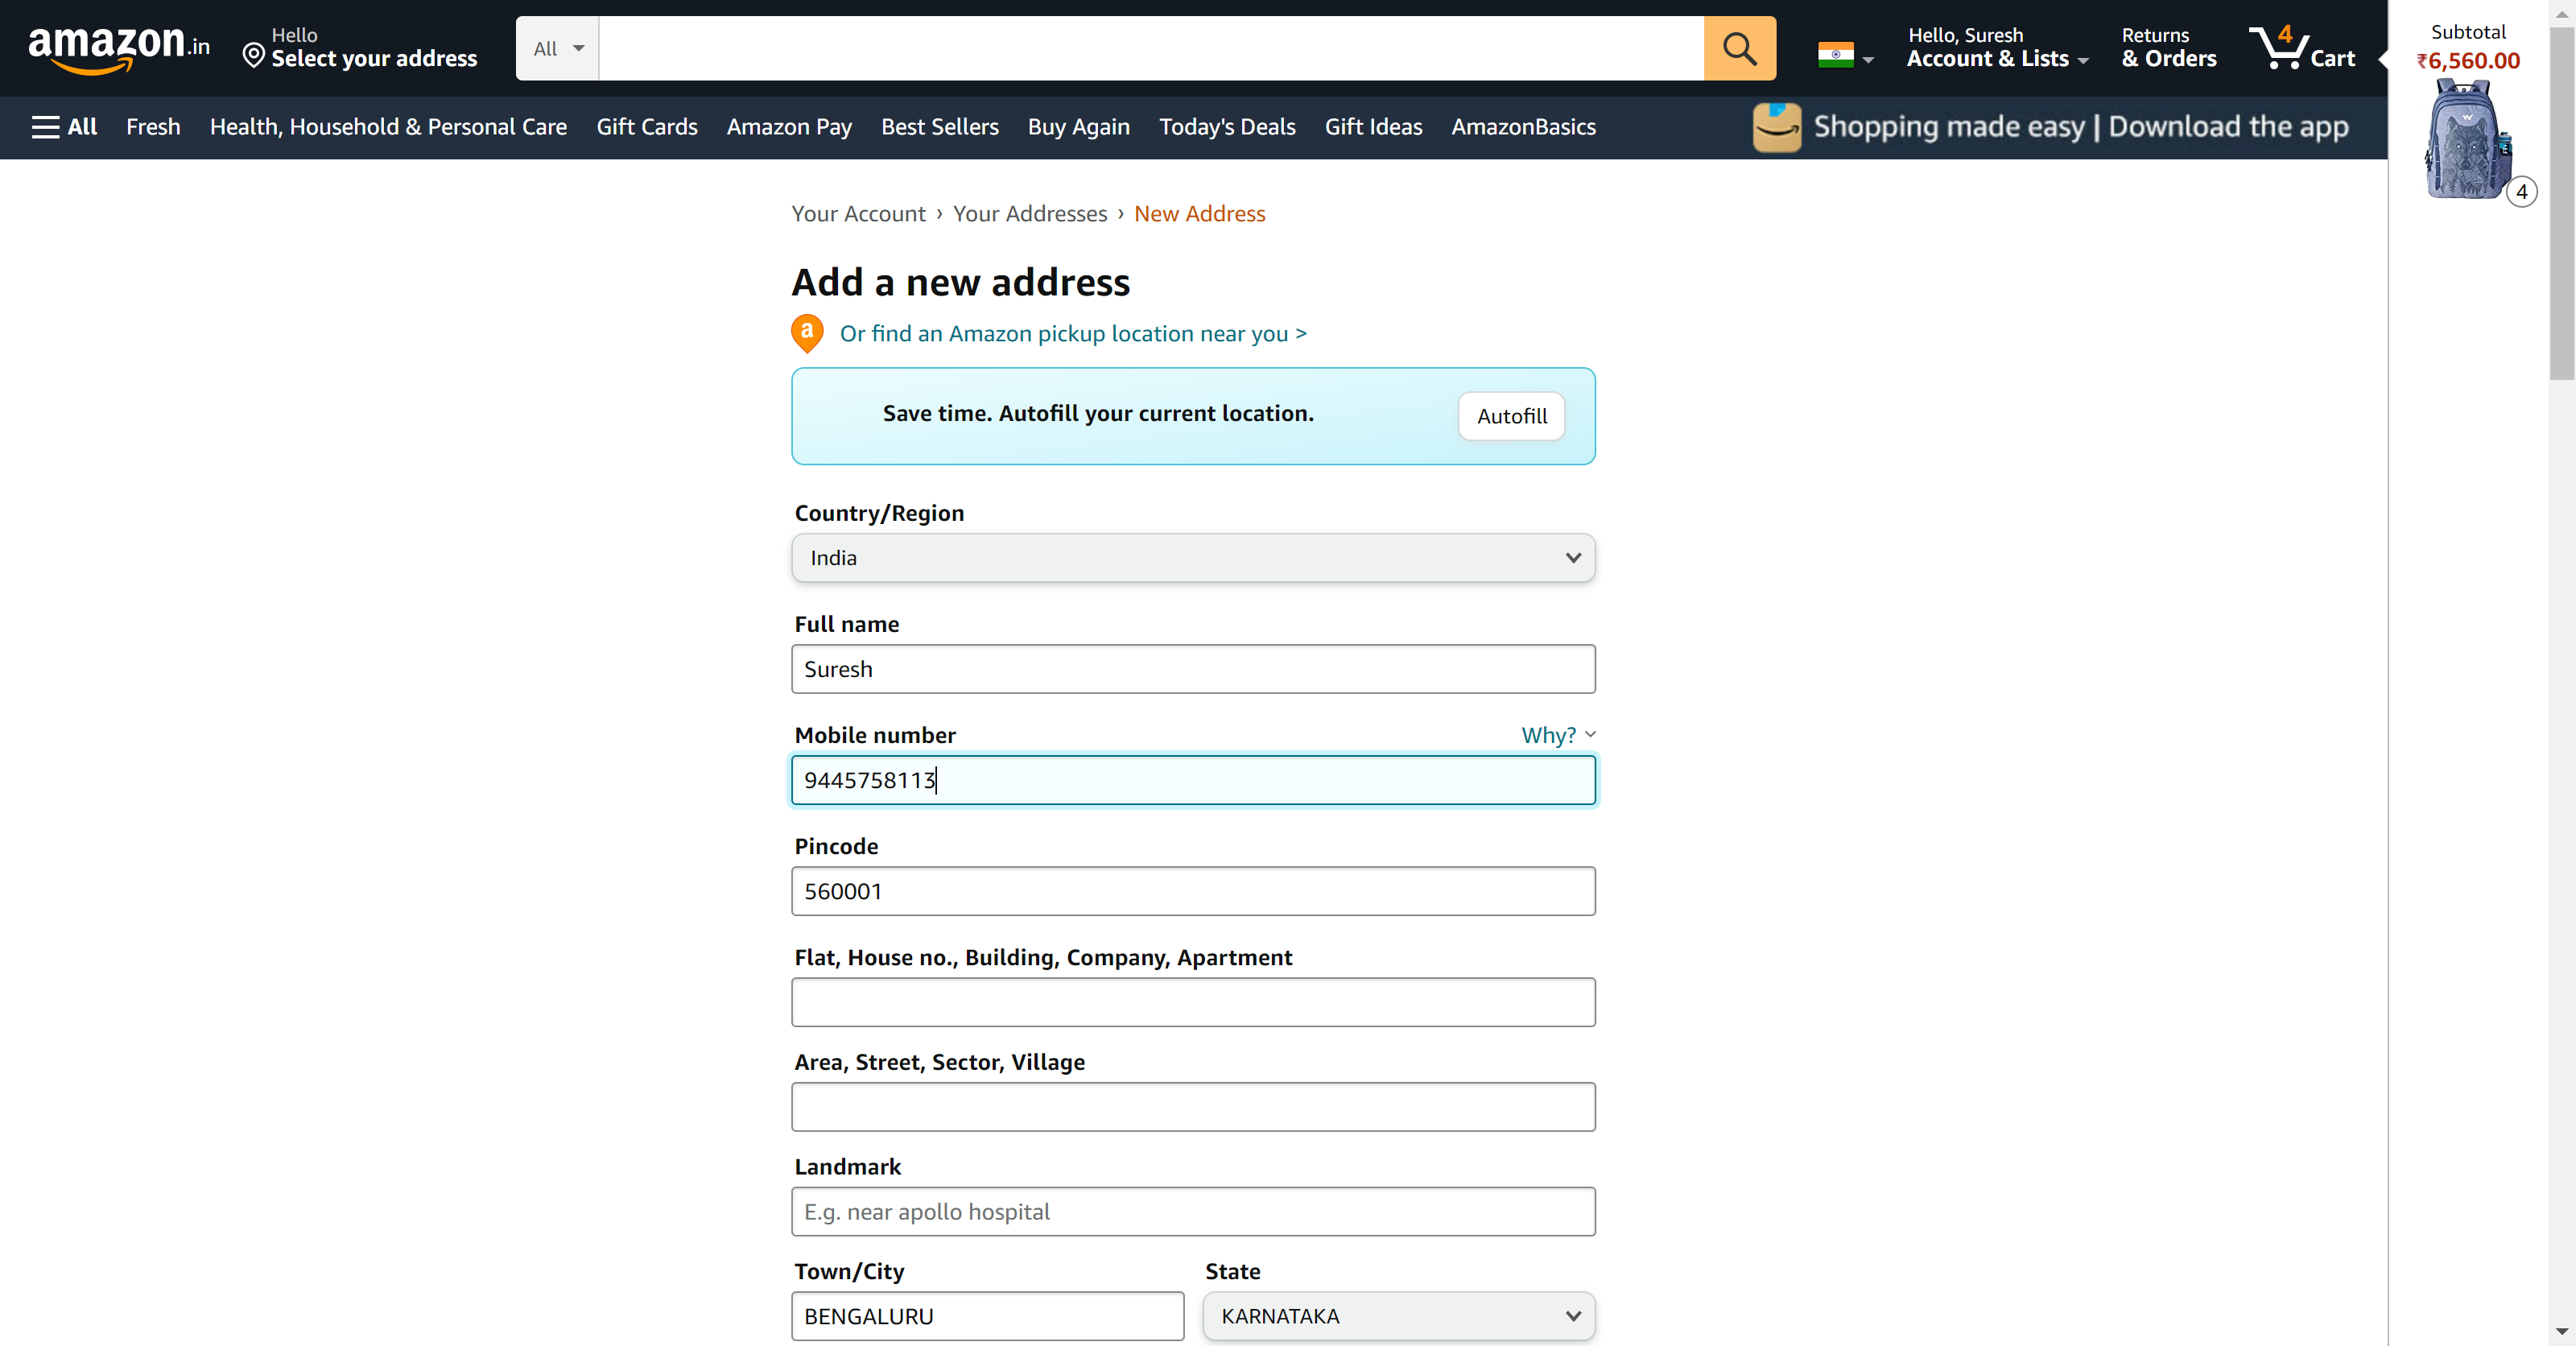 amazon.in
Hello
Select your address
All
Hello, Suresh
Account & Lists
Returns
& Orders
4
Cart
Subtotal
₹6,560.00
4
All
Fresh
Health, Household & Personal Care
Gift Cards
Amazon Pay
Best Sellers
Buy Again
Today's Deals
Gift Ideas
AmazonBasics
Shopping made easy | Download the app
Your Account › Your Addresses › New Address
Add a new address
a
Or find an Amazon pickup location near you >
Save time. Autofill your current location.
Autofill
Country/Region
India
Full name
Suresh
Mobile number
Why?
9445758113
Pincode
560001
Flat, House no., Building, Company, Apartment
Area, Street, Sector, Village
Landmark
E.g. near apollo hospital
Town/City
State
BENGALURU
KARNATAKA